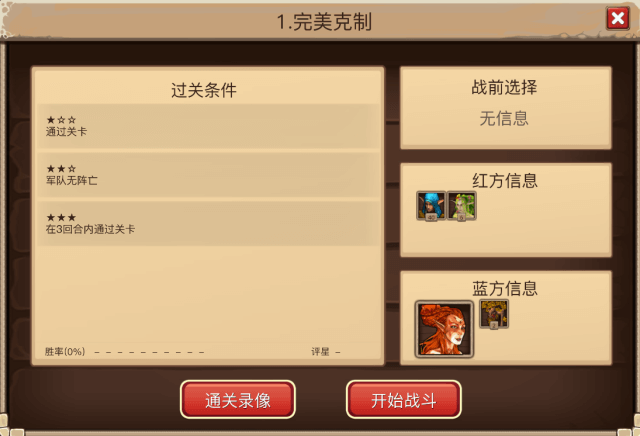 1.完美克制
过关条件
★☆☆
通过关卡
★★☆
军队无阵亡
★★★
在3回合内通过关卡
胜率(0%) － － － － － － － － － －
评星 －
战前选择
无信息
红方信息
蓝方信息
通关录像
开始战斗